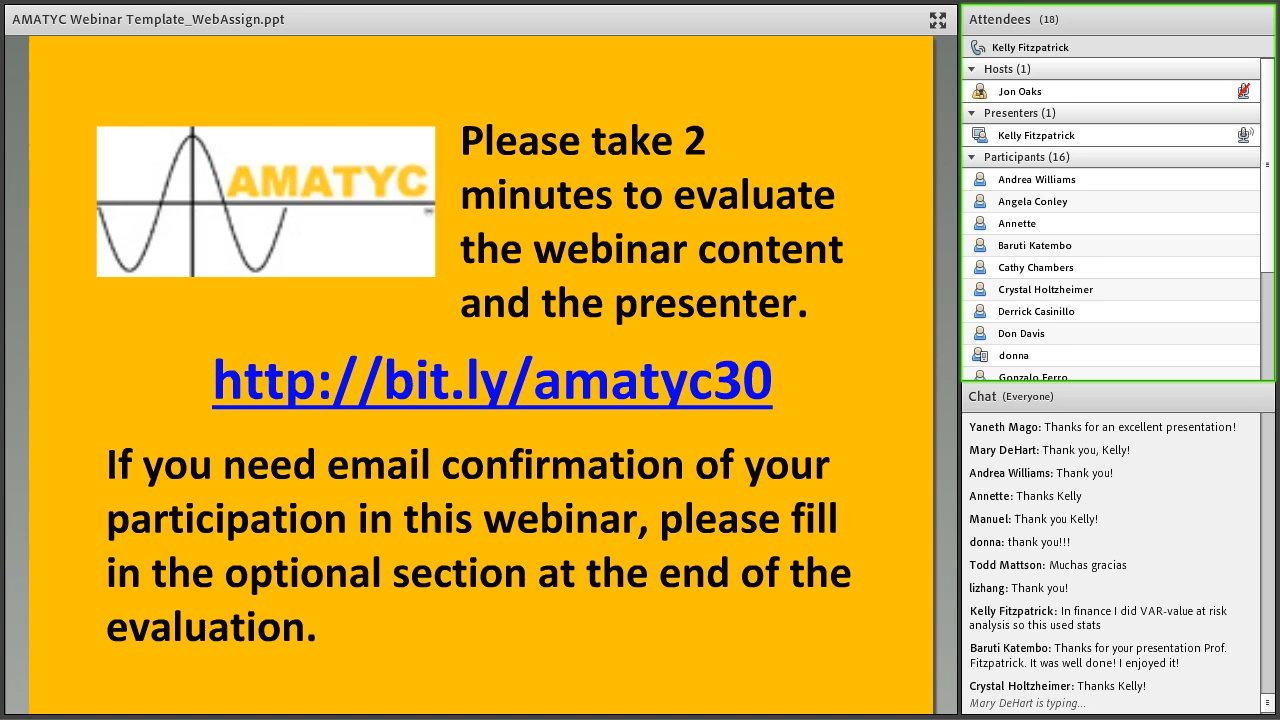 AMATYC Webinar Template_WebAssign.ppt
AMATYC
Please take 2
minutes to evaluate
the webinar content
and the presenter.
http://bit.ly/amatyc30
If you need email confirmation of your
participation in this webinar, please fill
in the optional section at the end of the
evaluation.
Attendees (18)
Kelly Fitzpatrick
Hosts (1)
Jon Oaks
Presenters (1)
Kelly Fitzpatrick
Participants (16)
Andrea Williams
Angela Conley
Annette
Baruti Katembo
Cathy Chambers
Crystal Holtzheimer
Derrick Casinillo
Don Davis
donna
Gonzalo Ferro
Chat (Everyone)
Yaneth Mago: Thanks for an excellent presentation!
Mary DeHart: Thank you, Kelly!
Andrea Williams: Thank you!
Annette: Thanks Kelly
Manuel: Thank you Kelly!
donna: thank you!!!
Todd Mattson: Muchas gracias
lizhang: Thank you!
Kelly Fitzpatrick: In finance I did VAR-value at risk
analysis so this used stats
Baruti Katembo: Thanks for your presentation Prof.
Fitzpatrick. It was well done! I enjoyed it!
Crystal Holtzheimer: Thanks Kelly!
Mary DeHart is typing...